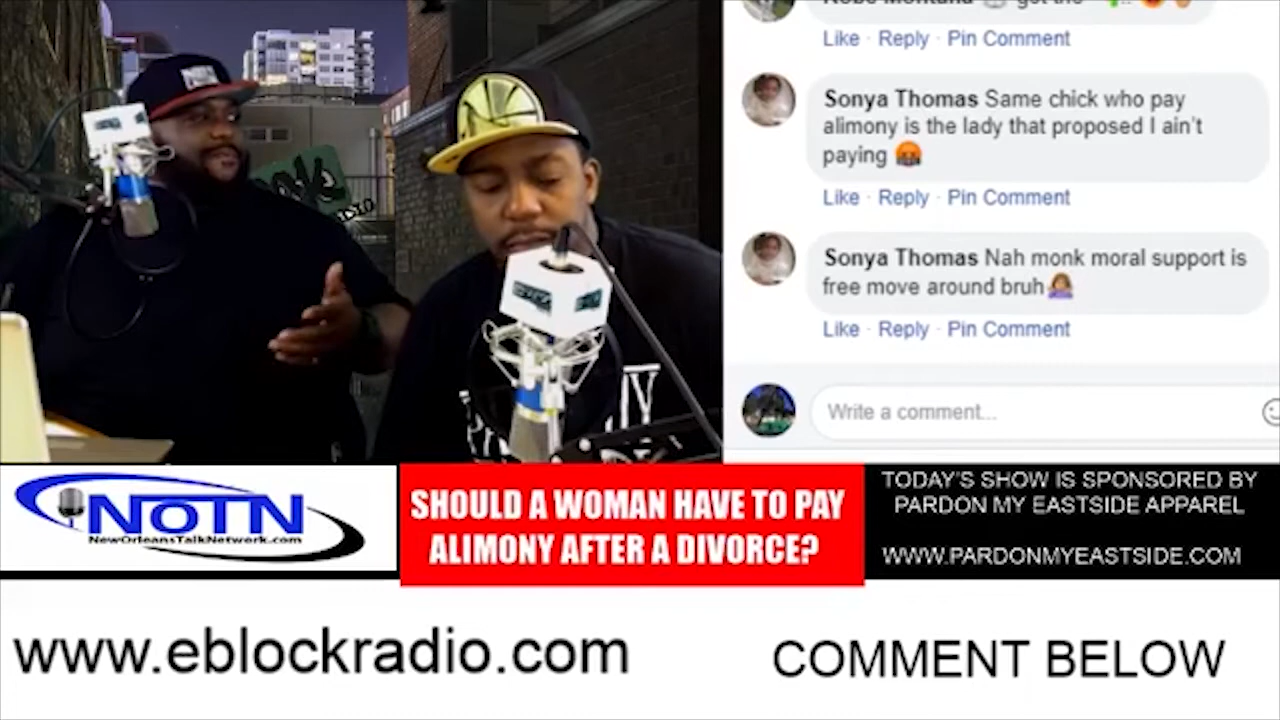 Like · Reply · Pin Comment
Sonya Thomas Same chick who pay
alimony is the lady that proposed I ain't
paying
Like · Reply · Pin Comment
Sonya Thomas Nah monk moral support is
free move around bruh
Like · Reply · Pin Comment
Write a comment...
NOTN
NewOrleansTalkNetwork.com
SHOULD A WOMAN HAVE TO PAY
ALIMONY AFTER A DIVORCE?
TODAY'S SHOW IS SPONSORED BY
PARDON MY EASTSIDE APPAREL
WWW.PARDONMYEASTSIDE.COM
www.eblockradio.com
COMMENT BELOW